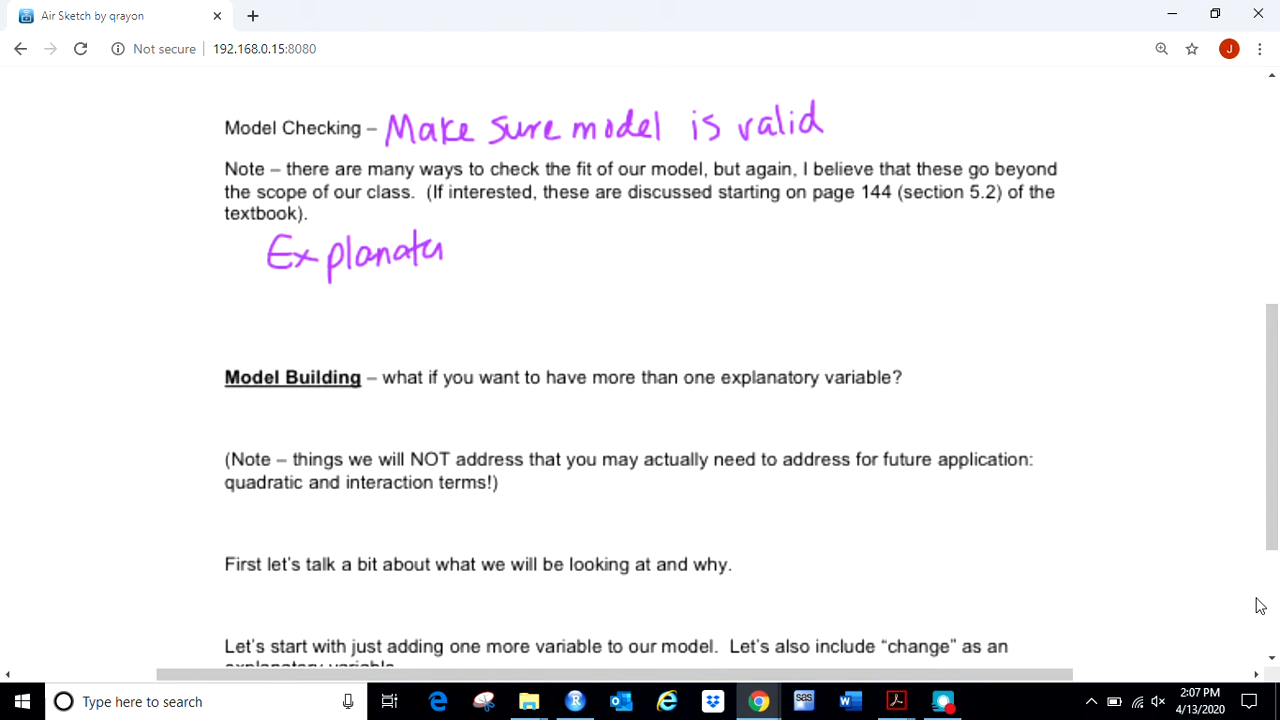 Air Sketch by qrayon
Not secure
192.168.0.15:8080
J
Model Checking – Make sure model is valid
Note – there are many ways to check the fit of our model, but again, I believe that these go beyond
the scope of our class. (If interested, these are discussed starting on page 144 (section 5.2) of the
textbook).
Explanato
Model Building – what if you want to have more than one explanatory variable?
(Note – things we will NOT address that you may actually need to address for future application:
quadratic and interaction terms!)
First let's talk a bit about what we will be looking at and why.
Let's start with just adding one more variable to our model. Let's also include "change" as an
explanatory variable
Type here to search
2:07 PM
4/13/2020